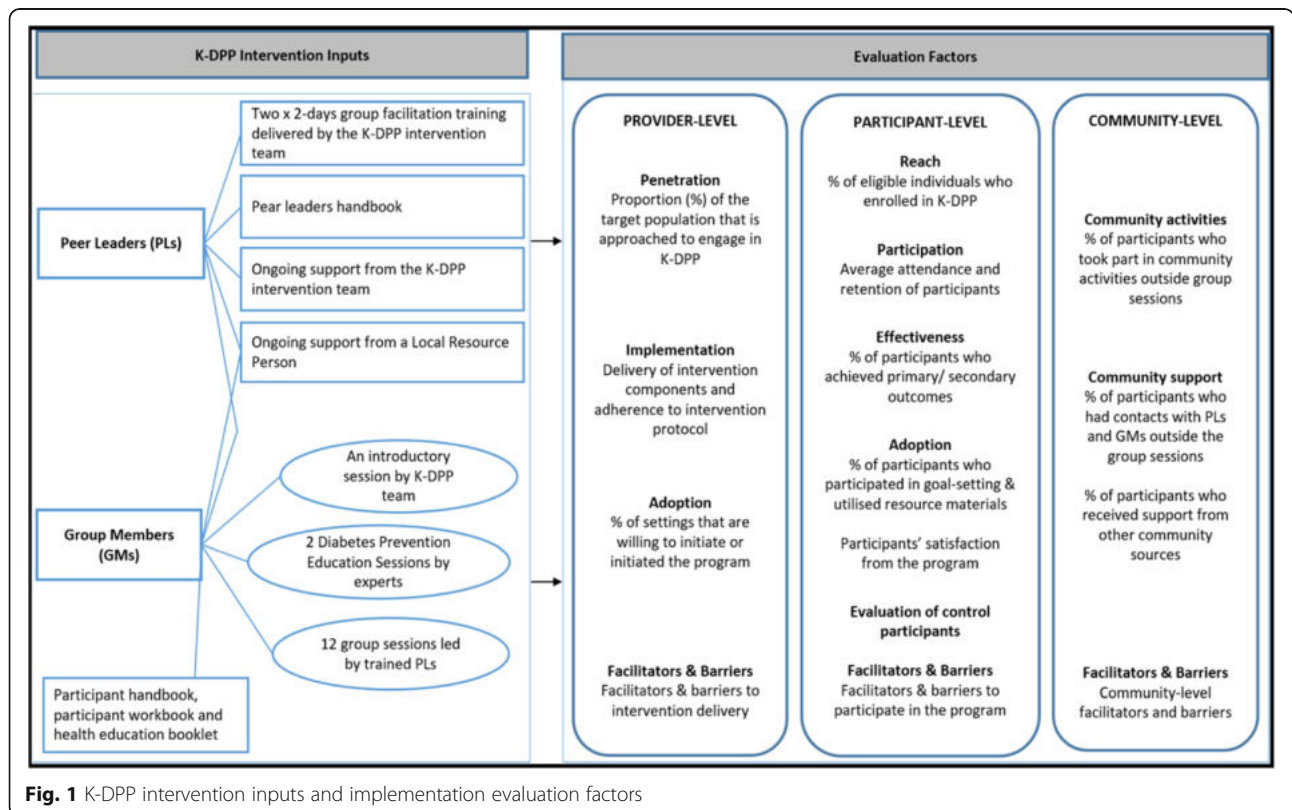 K-DPP Intervention Inputs
Peer Leaders (PLs)
Two x 2-days group facilitation training
delivered by the K-DPP intervention
team
Pear leaders handbook
Ongoing support from the K-DPP
intervention team
Ongoing support from a Local Resource
Person
Group Members
(GMs)
An introductory
session by K-DPP
team
2 Diabetes Prevention
Education Sessions by
experts
12 group sessions led
by trained PLs
Participant handbook,
participant workbook and
health education booklet
Evaluation Factors
PROVIDER-LEVEL
Penetration
Proportion (%) of the
target population that is
approached to engage in
K-DPP
Implementation
Delivery of intervention
components and
adherence to intervention
protocol
Adoption
% of settings that are
willing to initiate or
initiated the program
Facilitators & Barriers
Facilitators & barriers to
intervention delivery
PARTICIPANT-LEVEL
Reach
% of eligible individuals who
enrolled in K-DPP
Participation
Average attendance and
retention of participants
Effectiveness
% of participants who
achieved primary/ secondary
outcomes
Adoption
% of participants who
participated in goal-setting &
utilised resource materials
Participants' satisfaction
from the program
Evaluation of control
participants
Facilitators & Barriers
Facilitators & barriers to
participate in the program
COMMUNITY-LEVEL
Community activities
% of participants who
took part in community
activities outside group
sessions
Community support
% of participants who
had contacts with PLs
and GMs outside the
group sessions
% of participants who
received support from
other community
sources
Facilitators & Barriers
Community-level
facilitators and barriers
Fig. 1 K-DPP intervention inputs and implementation evaluation factors